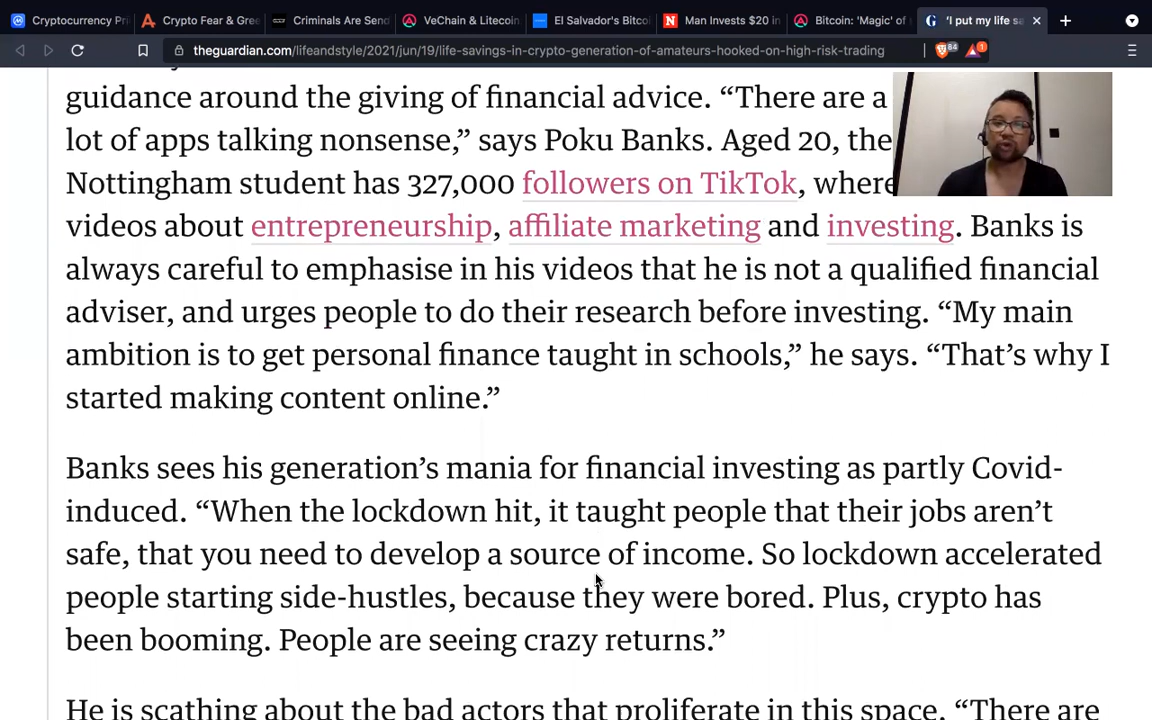 Cryptocurrency Pri
Crypto Fear & Gre
Criminals Are Send
VeChain & Litecoin
El Salvador's Bitco
Man Invests $20 in
Bitcoin: 'Magic' of
'I put my life sa
theguardian.com/lifeandstyle/2021/jun/19/life-savings-in-crypto-generation-of-amateurs-hooked-on-high-risk-trading
84
1
guidance around the giving of financial advice. “There are a
lot of apps talking nonsense,” says Poku Banks. Aged 20, the
Nottingham student has 327,000 followers on TikTok, where
videos about entrepreneurship, affiliate marketing and investing. Banks is
always careful to emphasise in his videos that he is not a qualified financial
adviser, and urges people to do their research before investing. “My main
ambition is to get personal finance taught in schools,” he says. “That’s why I
started making content online.”
Banks sees his generation’s mania for financial investing as partly Covid-
induced. “When the lockdown hit, it taught people that their jobs aren’t
safe, that you need to develop a source of income. So lockdown accelerated
people starting side-hustles, because they were bored. Plus, crypto has
been booming. People are seeing crazy returns.”
He is scathing about the bad actors that proliferate in this space. “There are